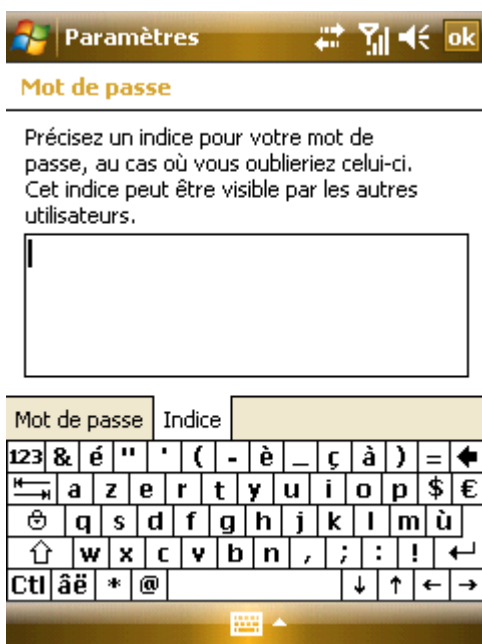 Paramètres ok
Mot de passe
Précisez un indice pour votre mot de
passe, au cas où vous oublieriez celui-ci.
Cet indice peut être visible par les autres
utilisateurs.
Mot de passe Indice
123 & é " ' ( - è _ ç à ) =
a z e r t y u i o p $ €
q s d f g h j k l m ù
w x c v b n , ; : !
Ctl âë * @ ↓ ↑ ← →